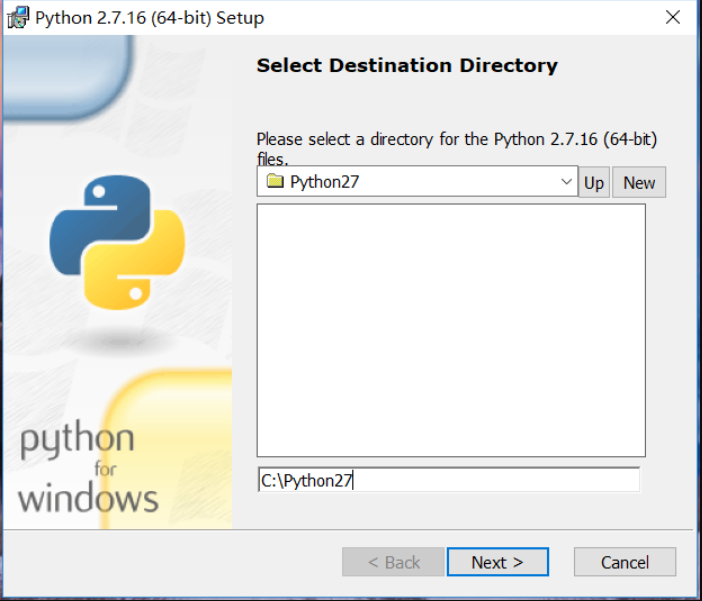 Python 2.7.16 (64-bit) Setup
Select Destination Directory
Please select a directory for the Python 2.7.16 (64-bit)
files.
Python27
Up
New
C:\Python27
python
for
windows
< Back
Next >
Cancel